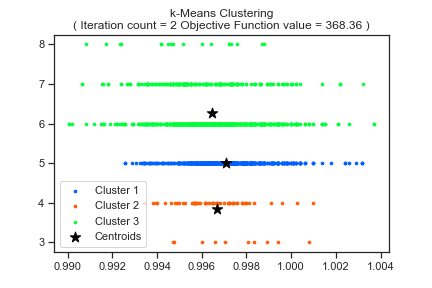 k-Means Clustering
( Iteration count = 2 Objective Function value = 368.36 )
8
7
6
5
4
3
Cluster 1
Cluster 2
Cluster 3
Centroids
0.990 0.992 0.994 0.996 0.998 1.000 1.002 1.004